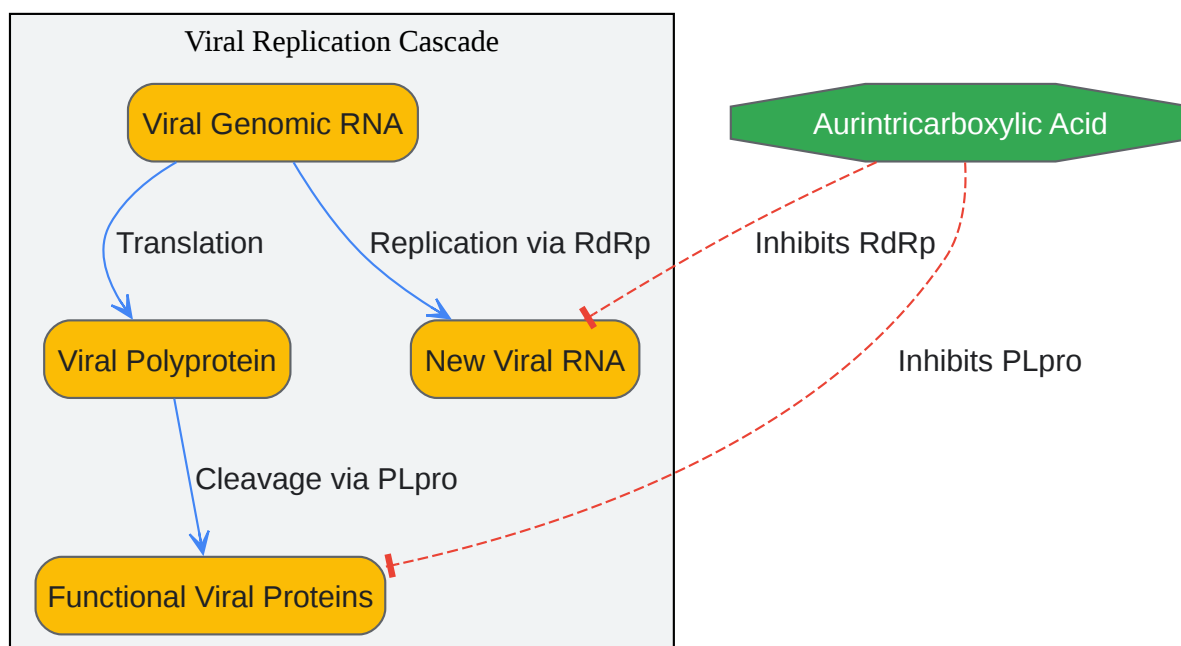 Viral Replication Cascade
Viral Genomic RNA
Aurintricarboxylic Acid
Translation
Replication via RdRp
Inhibits RdRp
Viral Polyprotein
New Viral RNA
Inhibits PLpro
Cleavage via PLpro
Functional Viral Proteins